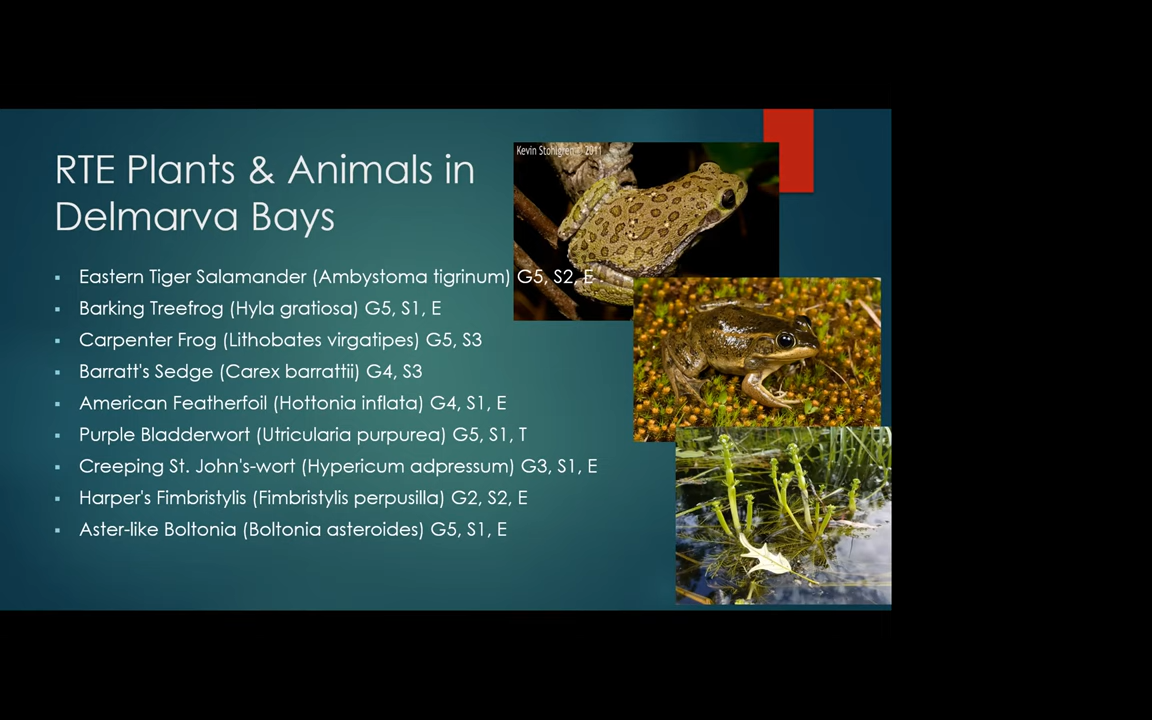 RTE Plants & Animals in
Delmarva Bays
Kevin Stohlgren - 2011
Eastern Tiger Salamander (Ambystoma tigrinum) G5, S2, E
Barking Treefrog (Hyla gratiosa) G5, S1, E
Carpenter Frog (Lithobates virgatipes) G5, S3
Barratt's Sedge (Carex barrattii) G4, S3
American Featherfoil (Hottonia inflata) G4, S1, E
Purple Bladderwort (Utricularia purpurea) G5, S1, T
Creeping St. John's-wort (Hypericum adpressum) G3, S1, E
Harper's Fimbristylis (Fimbristylis perpusilla) G2, S2, E
Aster-like Boltonia (Boltonia asteroides) G5, S1, E